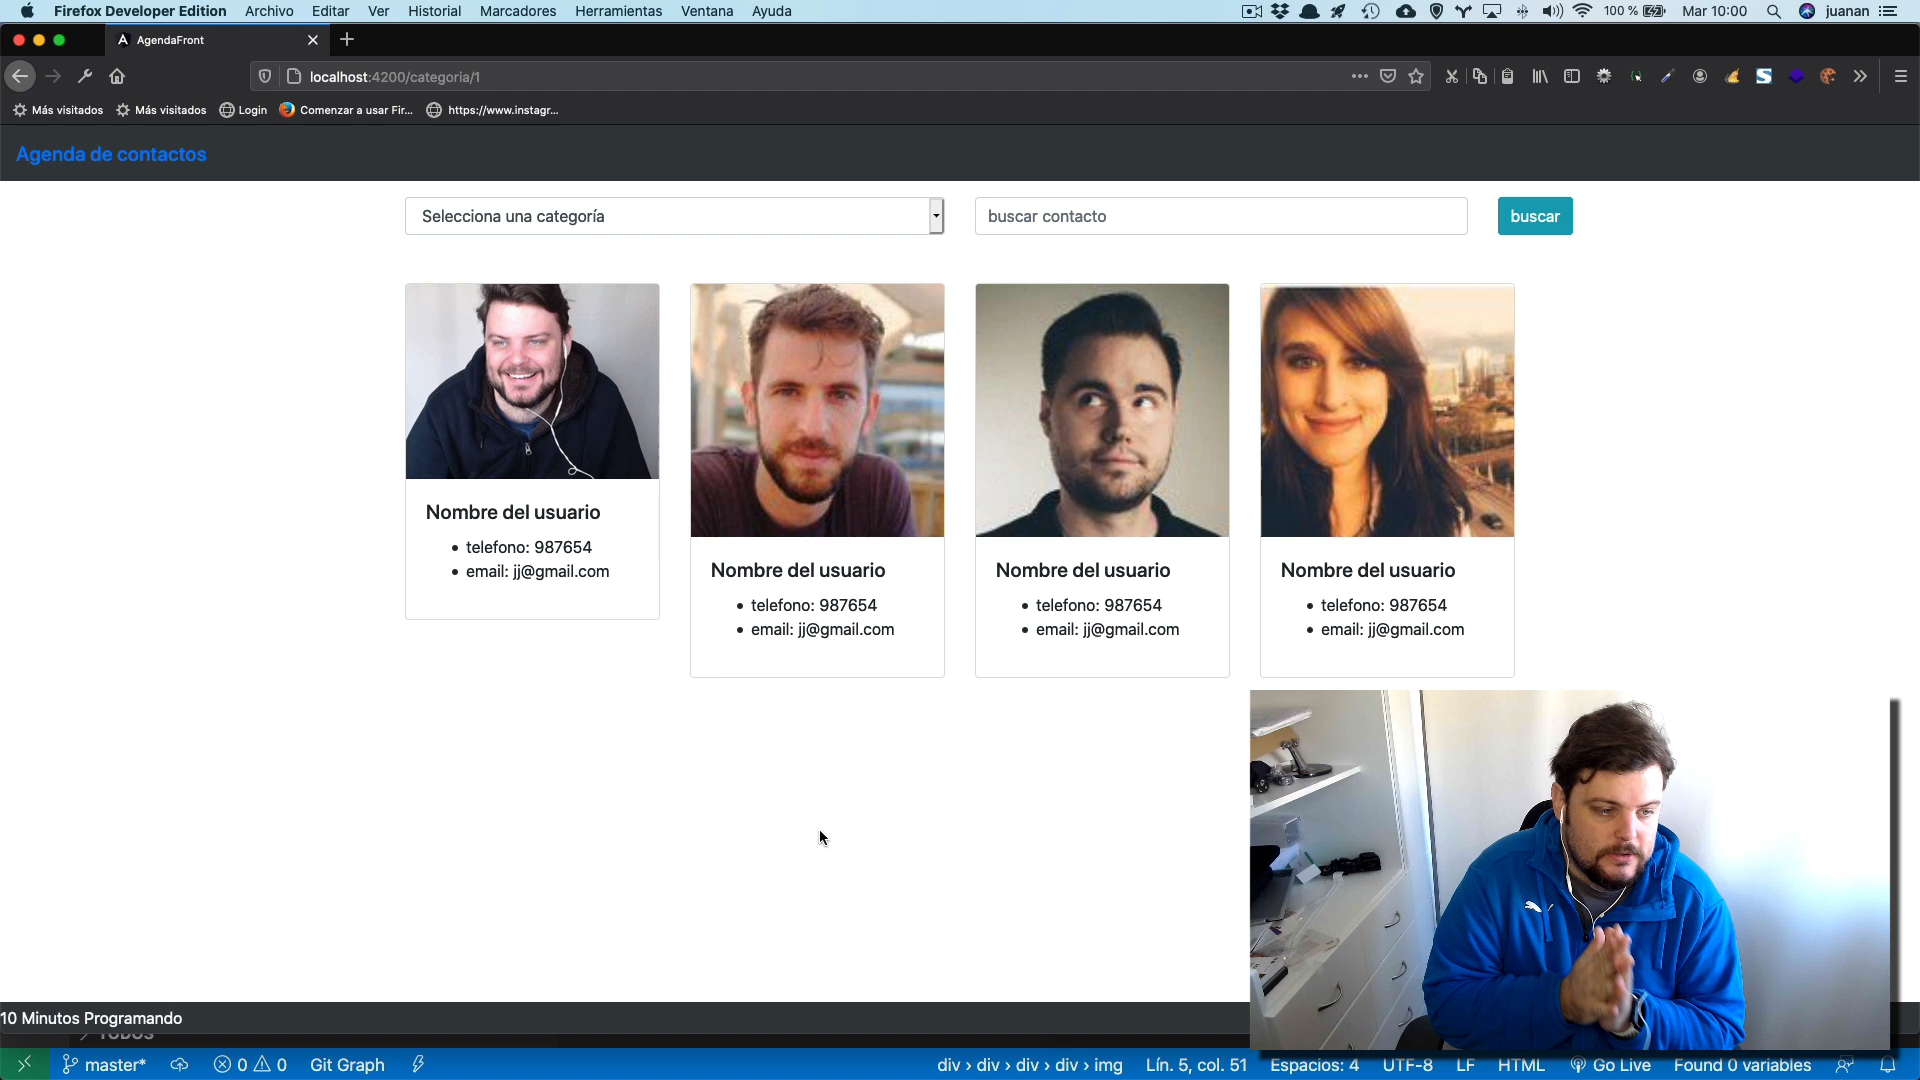 Firefox Developer Edition Archivo Editar Ver Historial Marcadores Herramientas Ventana Ayuda 100 % Mar 10:00 juanan
AgendaFront
localhost:4200/categoria/1
Más visitados Más visitados Login Comenzar a usar Fir... https://www.instagr...
Agenda de contactos
Selecciona una categoría buscar contacto buscar
Nombre del usuario
telefono: 987654
email: jj@gmail.com
Nombre del usuario
telefono: 987654
email: jj@gmail.com
Nombre del usuario
telefono: 987654
email: jj@gmail.com
Nombre del usuario
telefono: 987654
email: jj@gmail.com
10 Minutos Programando
TODOS
master* 0 0 Git Graph div › div › div › div › img Lín. 5, col. 51 Espacios: 4 UTF-8 LF HTML Go Live Found 0 variables